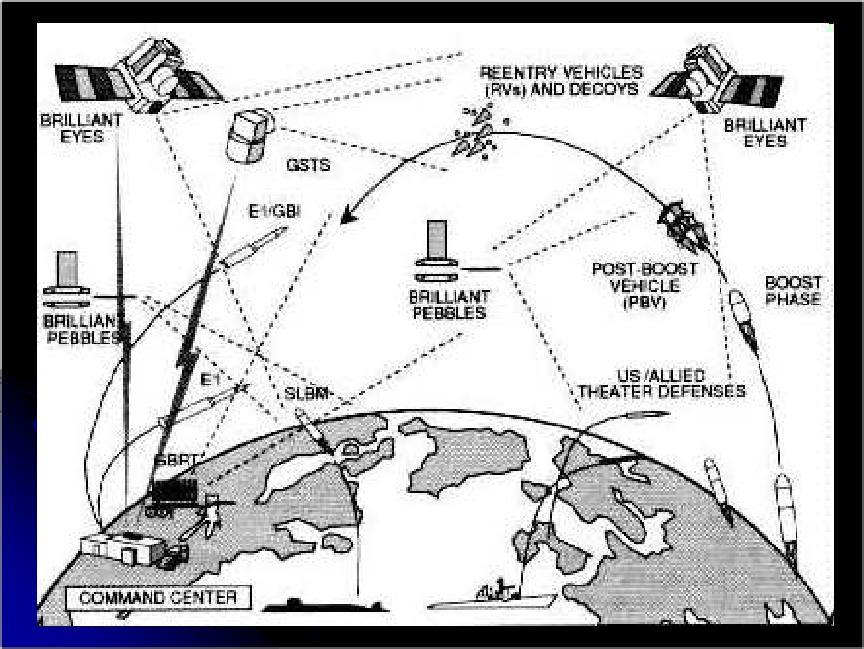 REENTRY VEHICLES
(RVs) AND DECOYS
BRILLIANT
EYES
BRILLIANT
EYES
GSTS
E1/GBI
POST-BOOST
VEHICLE
(PBV)
BOOST
PHASE
BRILLIANT
PEBBLES
BRILLIANT
PEBBLES
E1
SLBM
US /ALLIED
THEATER DEFENSES
GBRT
COMMAND CENTER